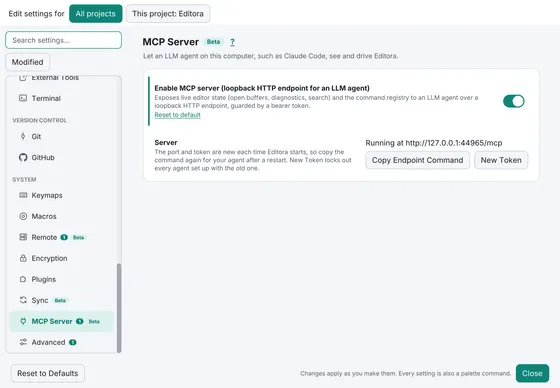 Edit settings for
All projects
This project: Editora
Search settings...
Modified
External Tools
Terminal
VERSION CONTROL
Git
GitHub
SYSTEM
Keymaps
Macros
Remote 1 Beta
Encryption
Plugins
Sync Beta
MCP Server 1 Beta
Advanced 1
MCP Server Beta ?
Let an LLM agent on this computer, such as Claude Code, see and drive Editora.
Enable MCP server (loopback HTTP endpoint for an LLM agent)
Exposes live editor state (open buffers, diagnostics, search) and the command registry to an LLM agent over a
loopback HTTP endpoint, guarded by a bearer token.
Reset to default
Server
The port and token are new each time Editora starts, so copy the
command again for your agent after a restart. New Token locks out
every agent set up with the old one.
Running at http://127.0.0.1:44965/mcp
Copy Endpoint Command
New Token
Reset to Defaults
Changes apply as you make them. Every setting is also a palette command.
Close